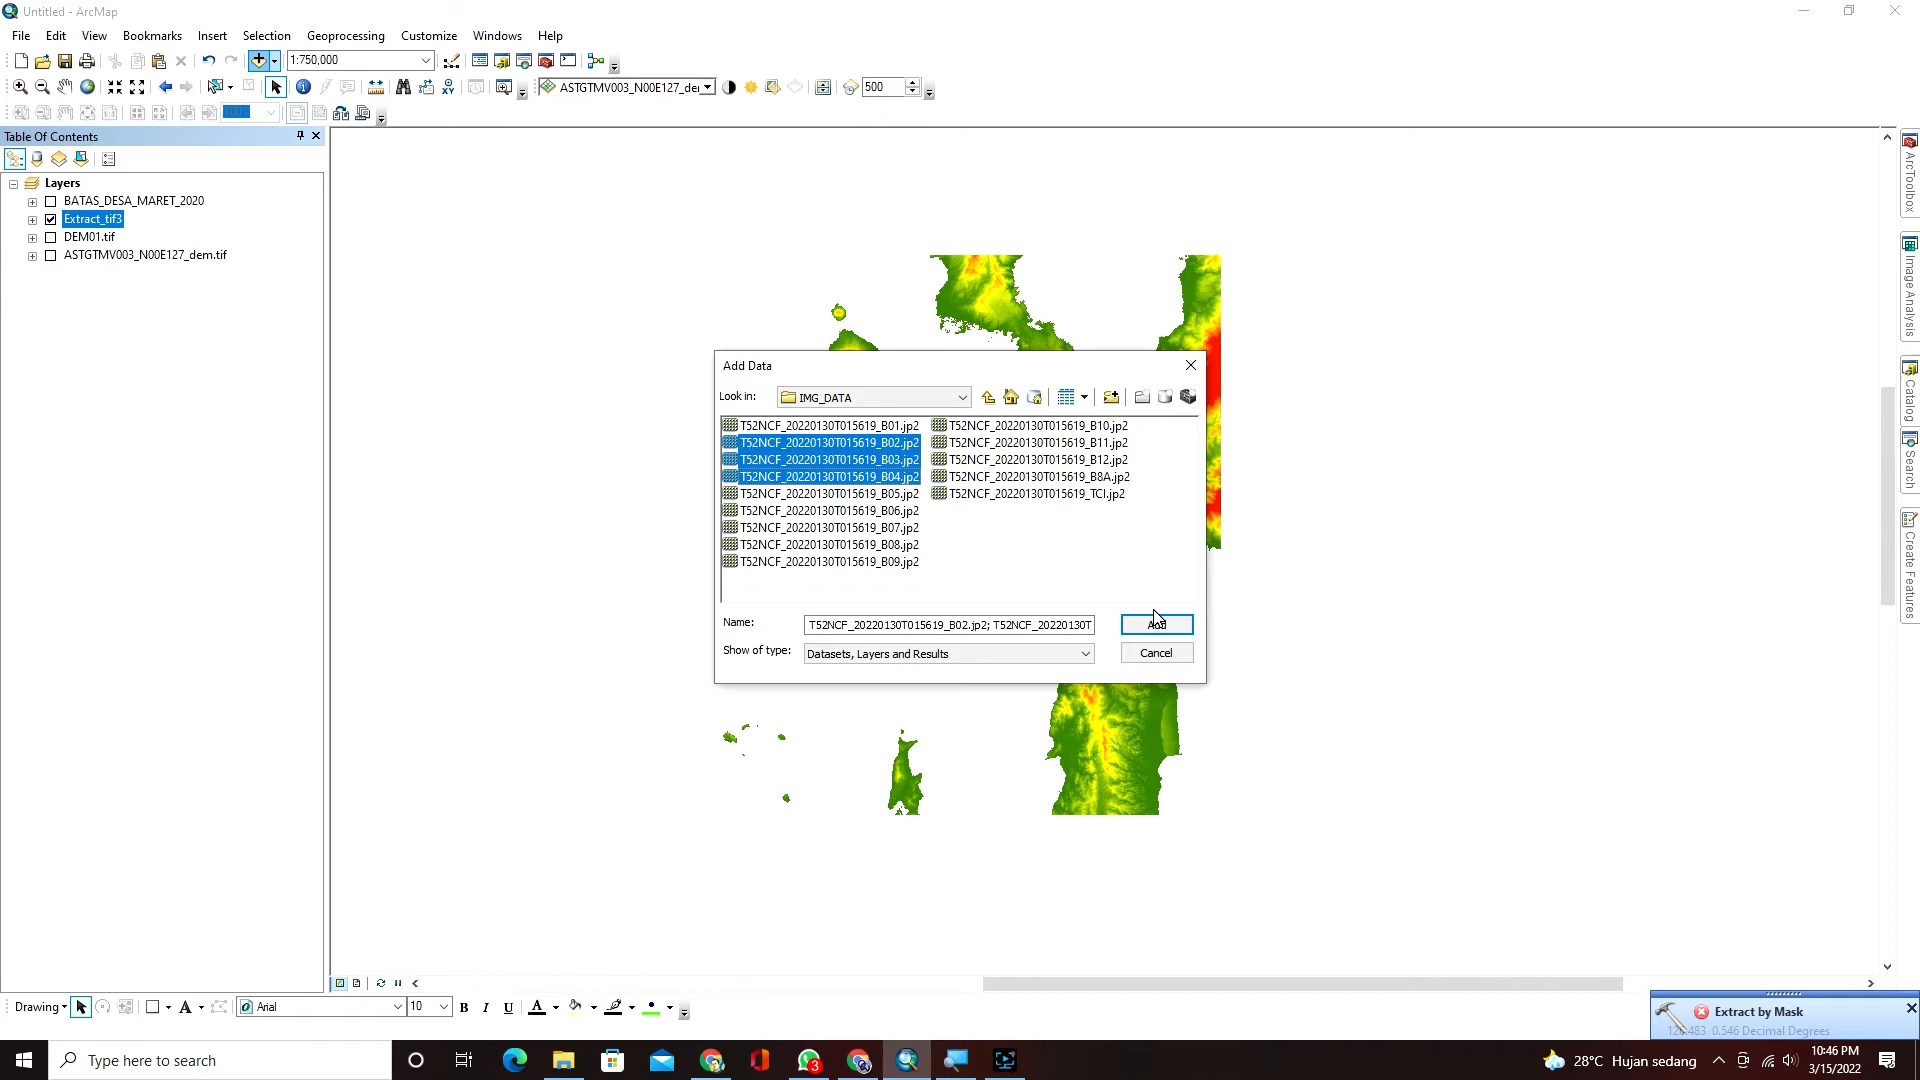 Untitled - ArcMap
File Edit View Bookmarks Insert Selection Geoprocessing Customize Windows Help
1:750,000
ASTGTMV003_N00E127_de
500
100%
Table Of Contents
Layers
BATAS_DESA_MARET_2020
Extract_tif3
DEM01.tif
ASTGTMV003_N00E127_dem.tif
Add Data
Look in: IMG_DATA
T52NCF_20220130T015619_B01.jp2
T52NCF_20220130T015619_B02.jp2
T52NCF_20220130T015619_B03.jp2
T52NCF_20220130T015619_B04.jp2
T52NCF_20220130T015619_B05.jp2
T52NCF_20220130T015619_B06.jp2
T52NCF_20220130T015619_B07.jp2
T52NCF_20220130T015619_B08.jp2
T52NCF_20220130T015619_B09.jp2
T52NCF_20220130T015619_B10.jp2
T52NCF_20220130T015619_B11.jp2
T52NCF_20220130T015619_B12.jp2
T52NCF_20220130T015619_B8A.jp2
T52NCF_20220130T015619_TCI.jp2
Name: T52NCF_20220130T015619_B02.jp2; T52NCF_20220130T
Add
Show of type: Datasets, Layers and Results
Cancel
ArcToolbox
Image Analysis
Catalog
Search
Create Features
Drawing
A
Arial
10
B I U A
Extract by Mask
0.546 Decimal Degrees
Type here to search
3
28°C Hujan sedang
10:46 PM
3/15/2022